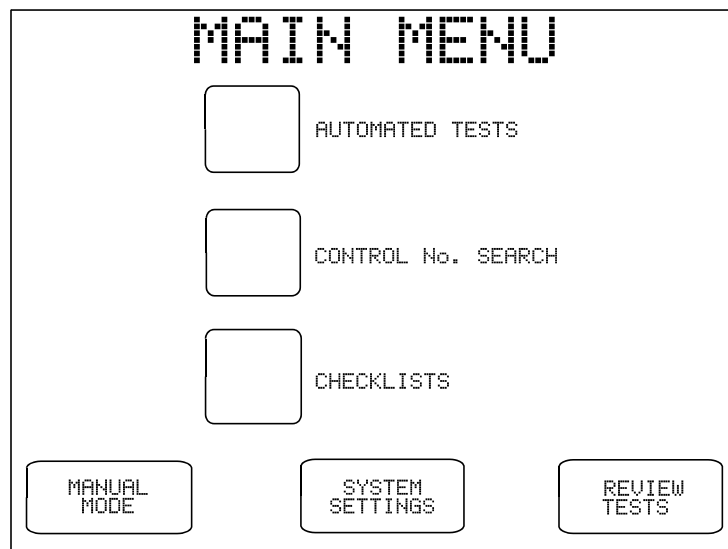 MAIN MENU
AUTOMATED TESTS
CONTROL No. SEARCH
CHECKLISTS
MANUAL
MODE
SYSTEM
SETTINGS
REVIEW
TESTS